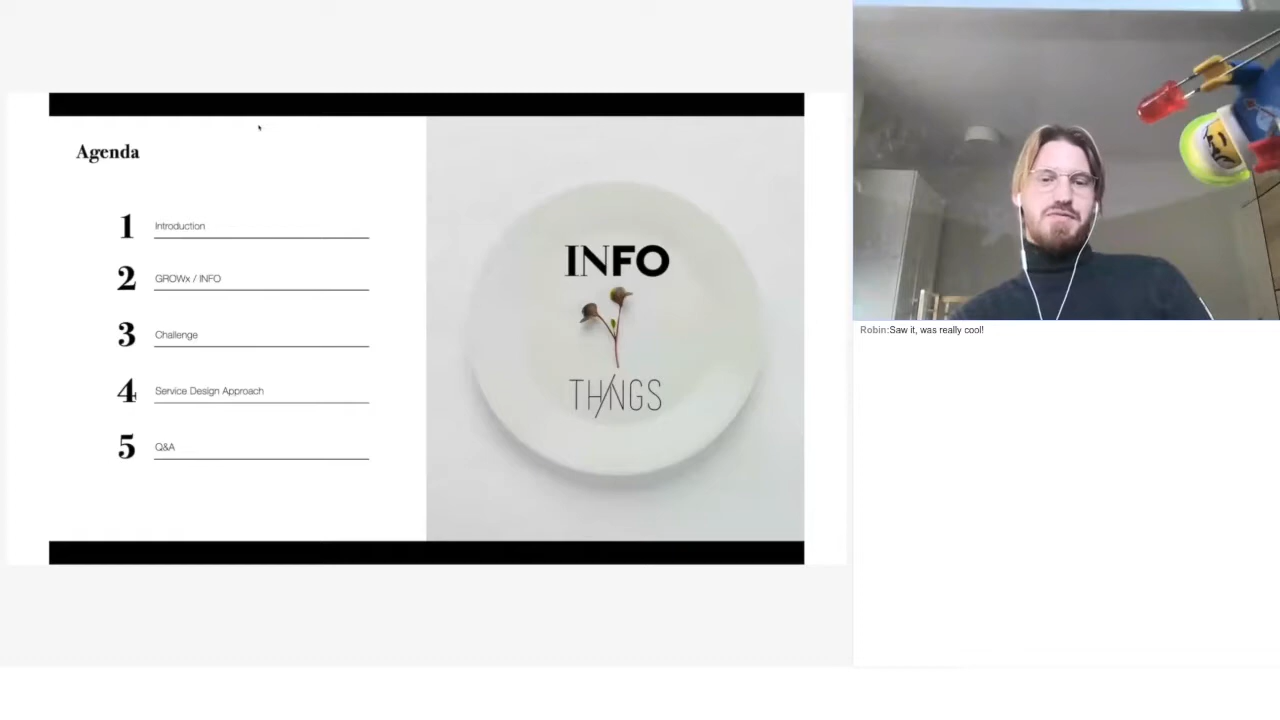 Agenda
1 Introduction
2 GROWx / INFO
3 Challenge
4 Service Design Approach
5 Q&A
INFO
THINGS
Robin:Saw it, was really cool!